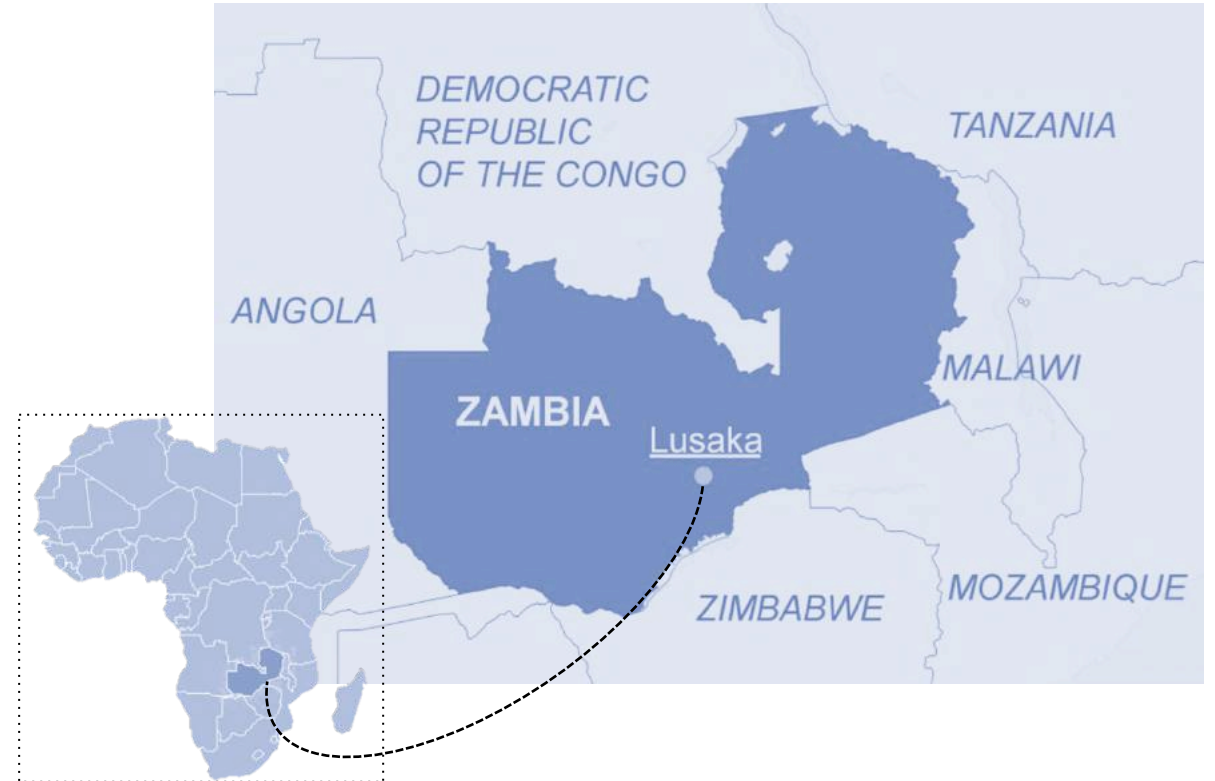 DEMOCRATIC
REPUBLIC
OF THE CONGO
TANZANIA
ANGOLA
MALAWI
ZAMBIA
Lusaka
MOZAMBIQUE
ZIMBABWE